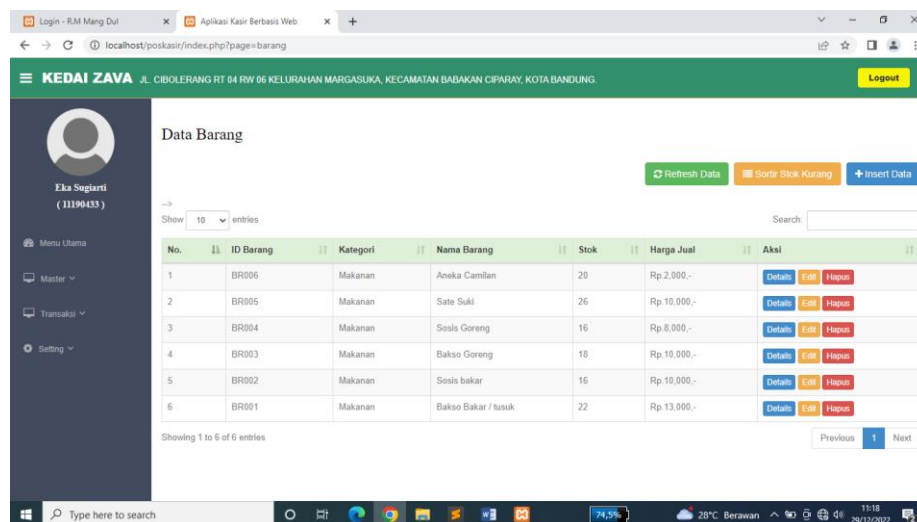 Login - R.M Mang Dul
Aplikasi Kasir Berbasis Web
localhost/poskasir/index.php?page=barang
KEDAI ZAVA JL. CIBOLERANG RT 04 RW 06 KELURAHAN MARGASUKA, KECAMATAN BABAKAN CIPARAY, KOTA BANDUNG.
Logout
Eka Sugiarti
( 11190433 )
Menu Utama
Master
Transaksi
Setting
Data Barang
Refresh Data Sortir Stok Kurang + Insert Data
-->
Show 10 entries Search:
No. ID Barang Kategori Nama Barang Stok Harga Jual Aksi
1 BR006 Makanan Aneka Camilan 20 Rp.2,000,- Details Edit Hapus
2 BR005 Makanan Sate Suki 26 Rp.10,000,- Details Edit Hapus
3 BR004 Makanan Sosis Goreng 16 Rp.8,000,- Details Edit Hapus
4 BR003 Makanan Bakso Goreng 18 Rp.10,000,- Details Edit Hapus
5 BR002 Makanan Sosis bakar 16 Rp.10,000,- Details Edit Hapus
6 BR001 Makanan Bakso Bakar / tusuk 22 Rp.13,000,- Details Edit Hapus
Showing 1 to 6 of 6 entries Previous 1 Next
Type here to search 74,5% 28°C Berawan 11:18
29/12/2022